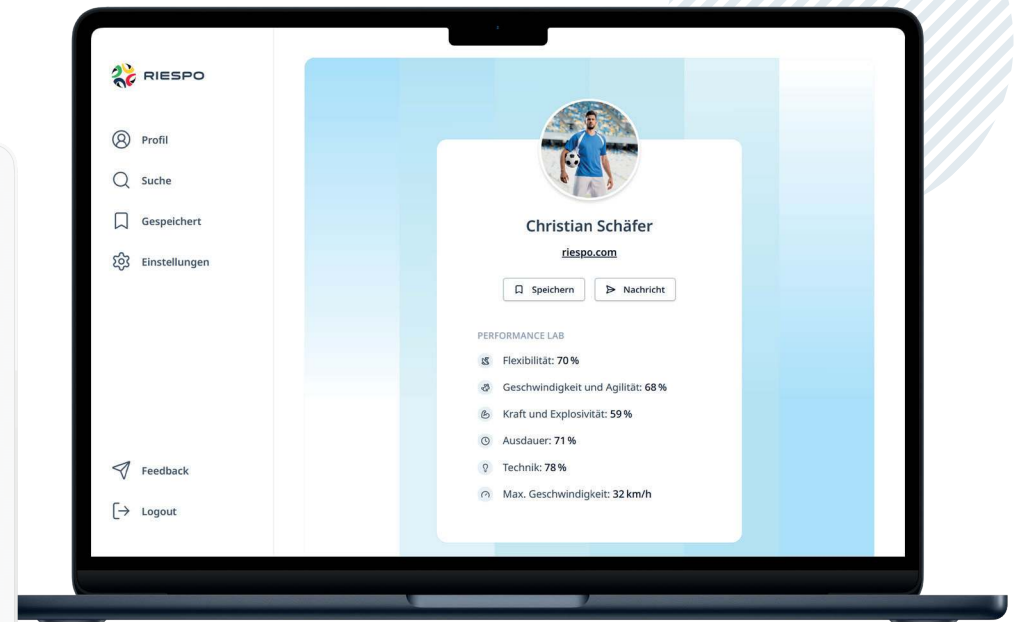 RIESPO
Profil
Suche
Gespeichert
Einstellungen
Feedback
Logout
Christian Schäfer
riespo.com
Speichern
Nachricht
PERFORMANCE LAB
Flexibilität: 70 %
Geschwindigkeit und Agilität: 68 %
Kraft und Explosivität: 59 %
Ausdauer: 71 %
Technik: 78 %
Max. Geschwindigkeit: 32 km/h